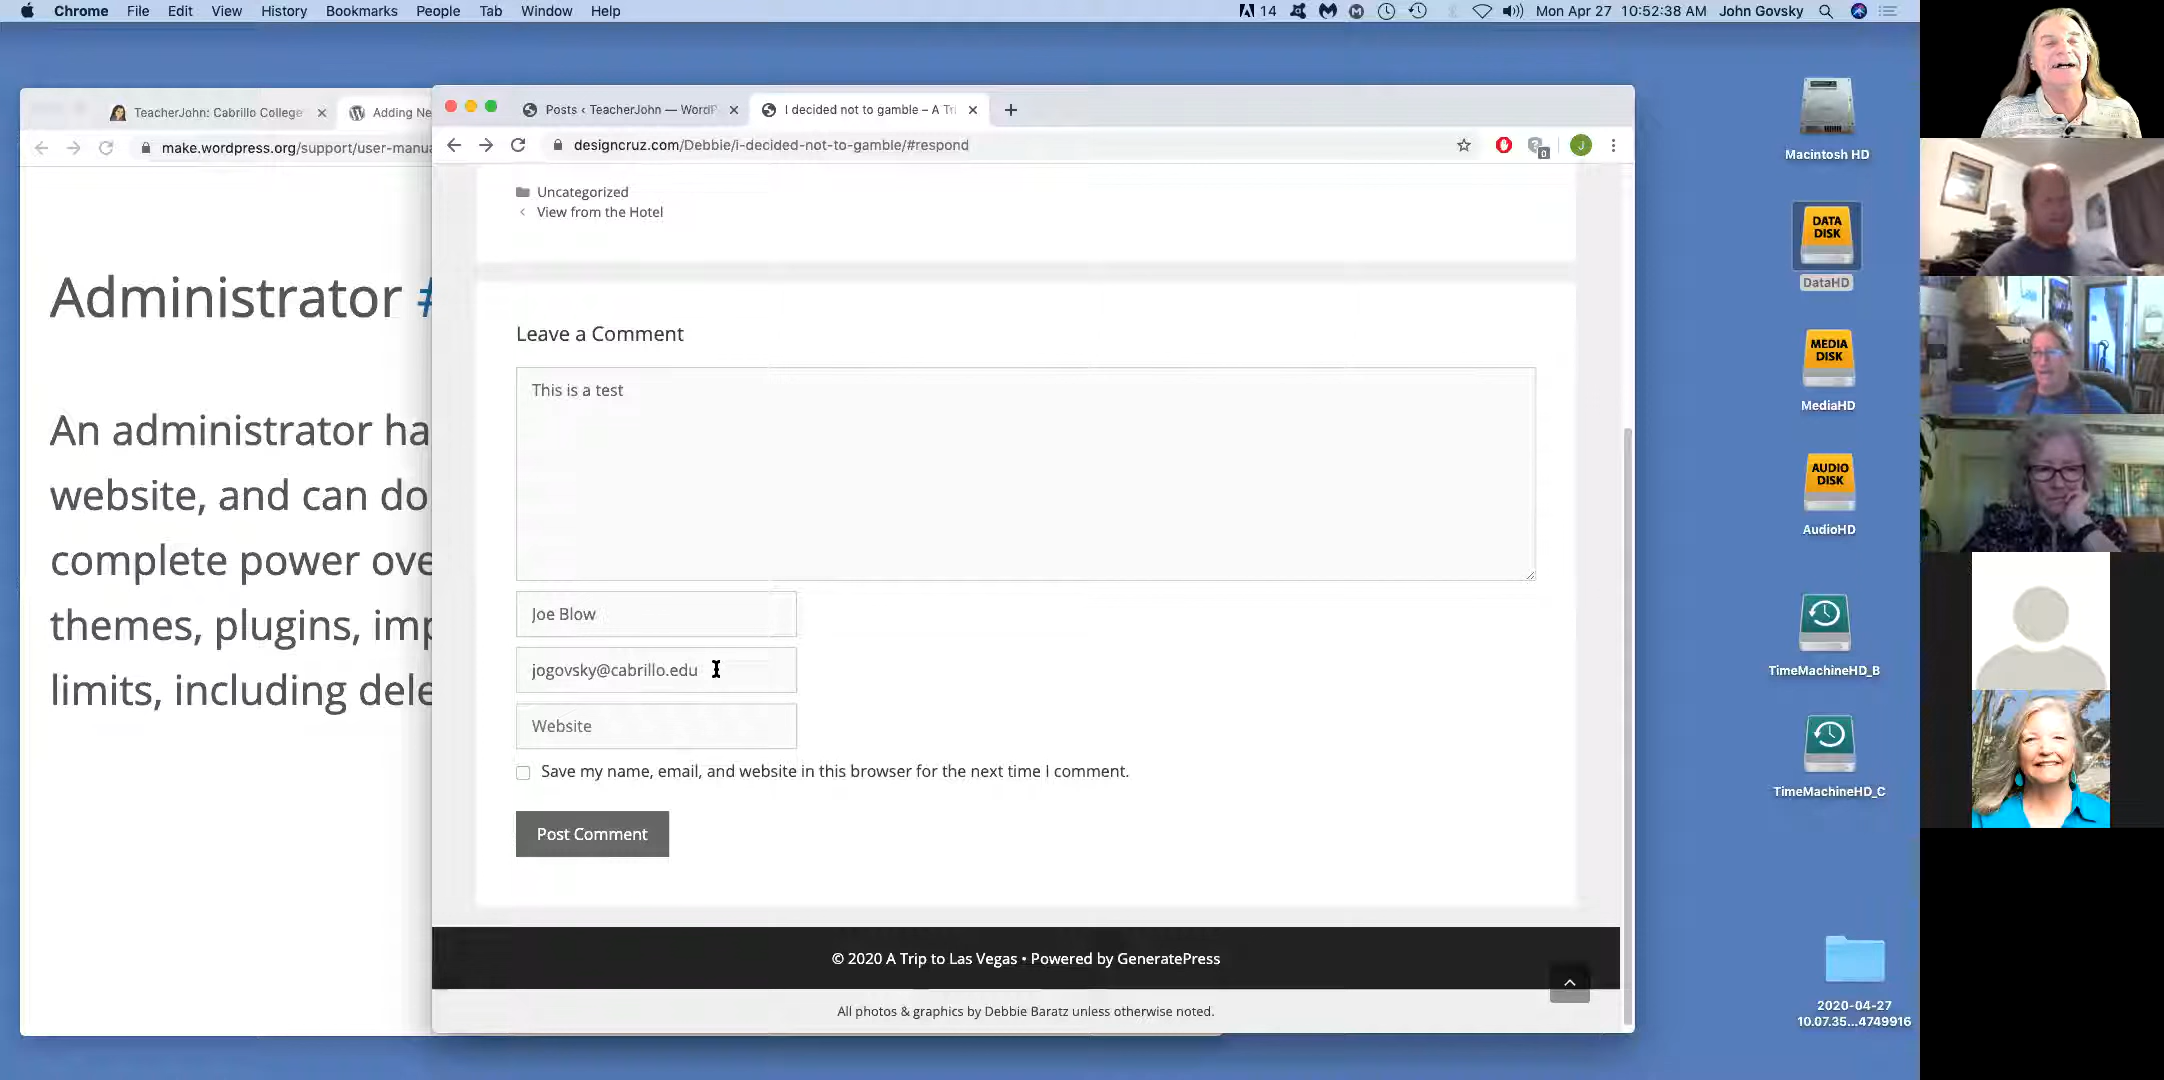 Chrome File Edit View History Bookmarks People Tab Window Help
14 Mon Apr 27 10:52:38 AM John Govsky
TeacherJohn: Cabrillo College
Adding Ne
make.wordpress.org/support/user-manua
Administrator #
An administrator ha
website, and can do
complete power ove
themes, plugins, imp
limits, including dele
Posts ‹ TeacherJohn — WordP
I decided not to gamble – A Tri
designcruz.com/Debbie/i-decided-not-to-gamble/#respond
J
0
Uncategorized
View from the Hotel
Leave a Comment
This is a test
Joe Blow
jogovsky@cabrillo.edu
Website
Save my name, email, and website in this browser for the next time I comment.
Post Comment
© 2020 A Trip to Las Vegas • Powered by GeneratePress
All photos & graphics by Debbie Baratz unless otherwise noted.
Macintosh HD
DATA
DISK
DataHD
MEDIA
DISK
MediaHD
AUDIO
DISK
AudioHD
TimeMachineHD_B
TimeMachineHD_C
2020-04-27
10.07.35...4749916